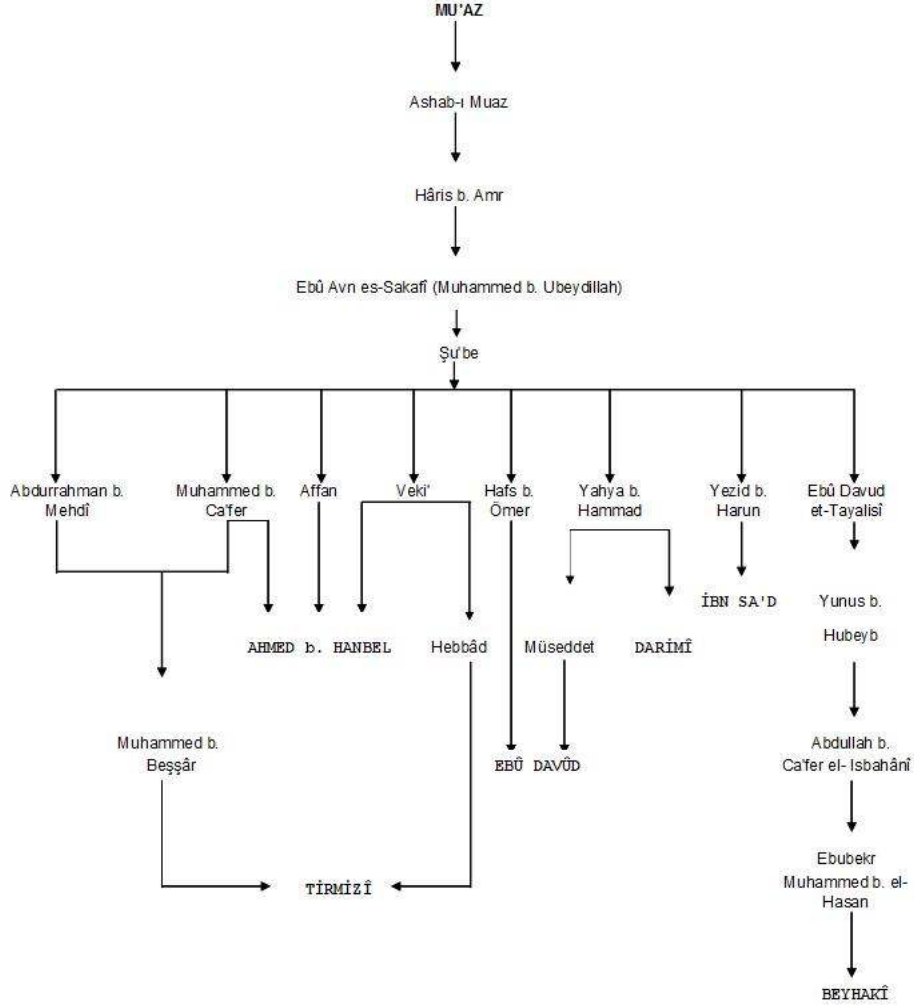 MU'AZ
Ashab-ı Muaz
Hâris b. Amr
Ebû Avn es-Sakafî (Muhammed b. Ubeydillah)
Şu'be
Abdurrahman b.
Mehdî
Muhammed b.
Ca'fer
Affan
Veki'
Hafs b.
Ömer
Yahya b.
Hammad
Yezid b.
Harun
Ebû Davud
et-Tayalisî
AHMED b. HANBEL
Hebbâd
Müseddet
DARİMÎ
İBN SA'D
Yunus b.
Hubeyb
Muhammed b.
Beşşâr
EBÛ DAVÛD
Abdullah b.
Ca'fer el- Isbahânî
TİRMİZÎ
Ebubekr
Muhammed b. el-
Hasan
BEYHAKÎ